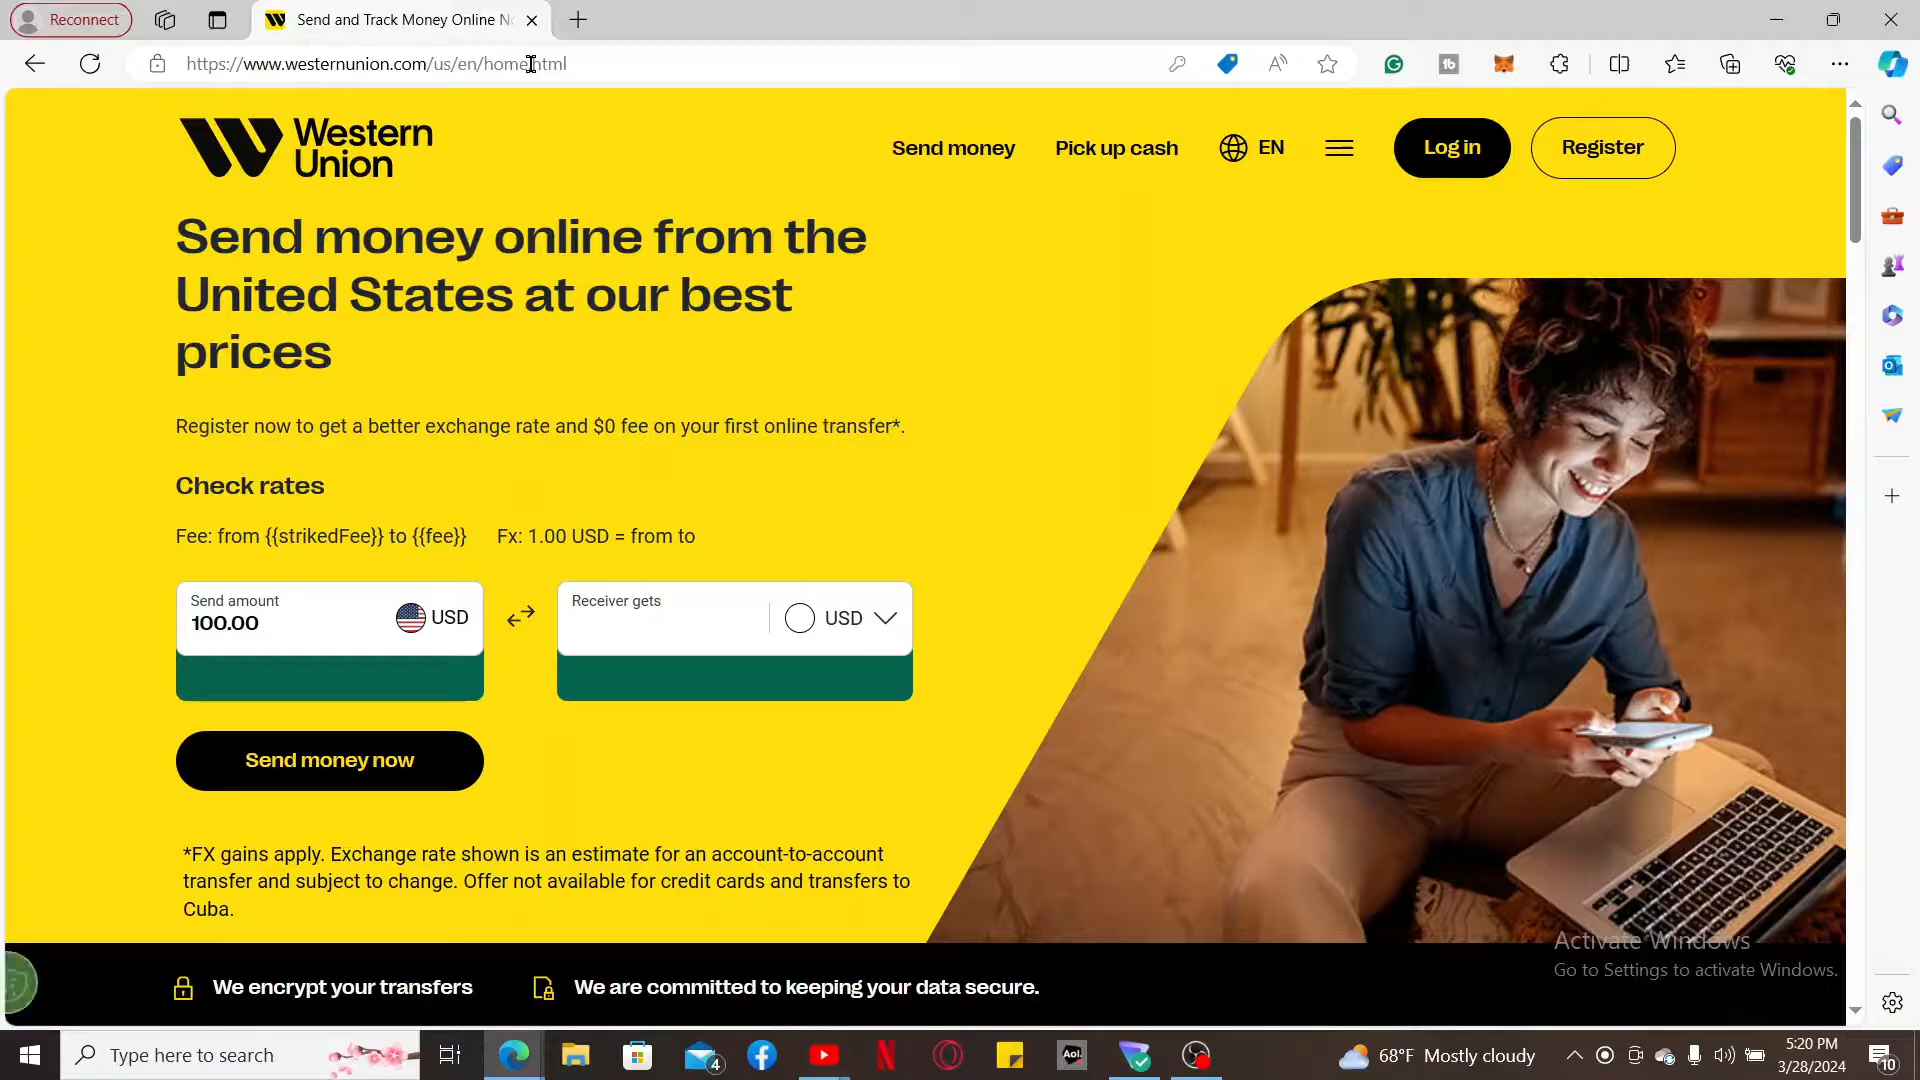 Reconnect
Send and Track Money Online N
https://www.westernunion.com/us/en/home.html
Western
Union
Send money
Pick up cash
EN
Log in
Register
Send money online from the
United States at our best
prices
Register now to get a better exchange rate and $0 fee on your first online transfer*.
Check rates
Fee: from {{strikedFee}} to {{fee}} Fx: 1.00 USD = from to
Send amount
100.00
USD
Receiver gets
USD
Send money now
*FX gains apply. Exchange rate shown is an estimate for an account-to-account
transfer and subject to change. Offer not available for credit cards and transfers to
Cuba.
We encrypt your transfers
We are committed to keeping your data secure.
Activate Windows
Go to Settings to activate Windows.
Type here to search
4
Aol.
68°F Mostly cloudy
5:20 PM
3/28/2024
10